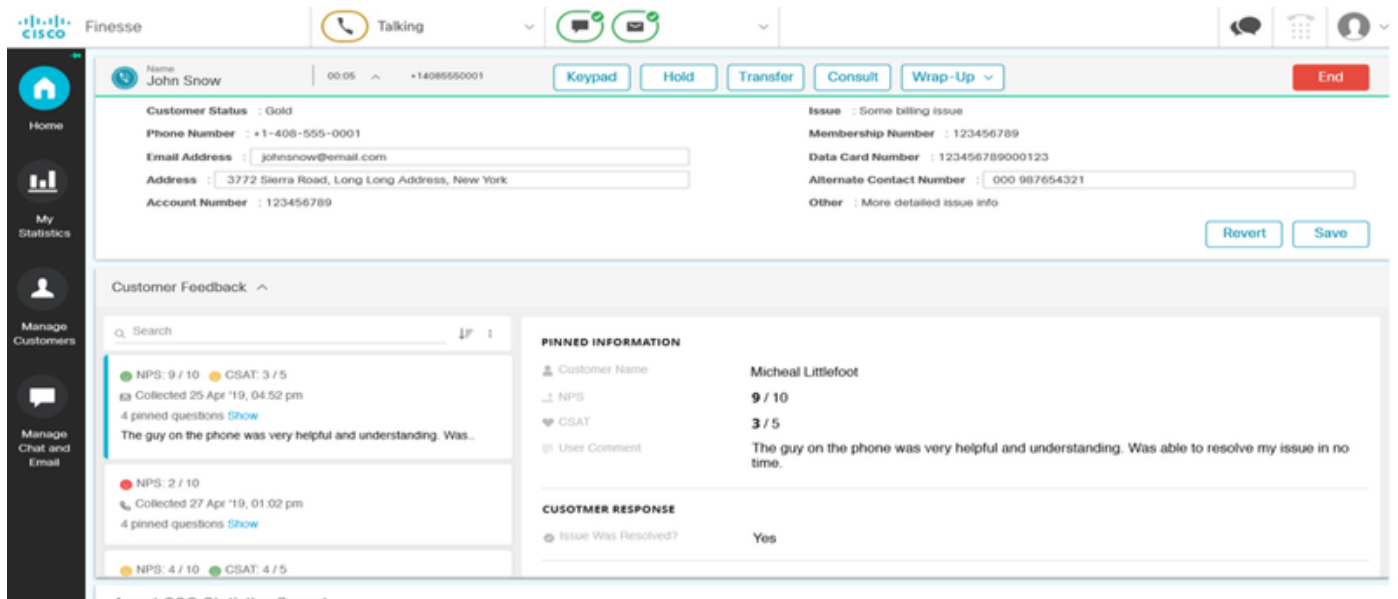 CISCO Finesse
Talking
Home
My Statistics
Manage Customers
Manage Chat and Email
Name
John Snow
00:05
+14085550001
Keypad Hold Transfer Consult Wrap-Up End
Customer Status : Gold
Phone Number : +1-408-555-0001
Email Address : johnsnow@email.com
Address : 3772 Sierra Road, Long Long Address, New York
Account Number : 123456789
Issue : Some billing issue
Membership Number : 123456789
Data Card Number : 123456789000123
Alternate Contact Number : 000 987654321
Other : More detailed issue info
Revert Save
Customer Feedback
Search
NPS: 9 / 10 CSAT: 3 / 5
Collected 25 Apr '19, 04:52 pm
4 pinned questions Show
The guy on the phone was very helpful and understanding. Was..
NPS: 2 / 10
Collected 27 Apr '19, 01:02 pm
4 pinned questions Show
NPS: 4 / 10 CSAT: 4 / 5
PINNED INFORMATION
Customer Name Micheal Littlefoot
NPS 9 / 10
CSAT 3 / 5
User Comment The guy on the phone was very helpful and understanding. Was able to resolve my issue in no
time.
CUSOTMER RESPONSE
Issue Was Resolved? Yes